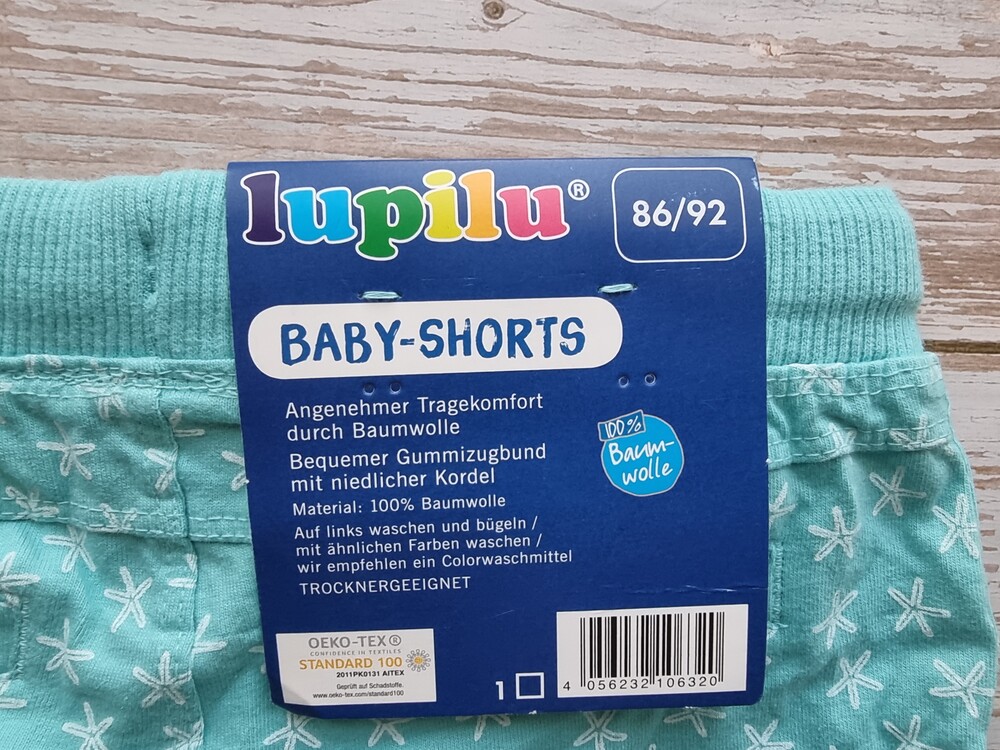 lupilu®
86/92
BABY-SHORTS
Angenehmer Tragekomfort
durch Baumwolle
Bequemer Gummizugbund
mit niedlicher Kordel
Material: 100% Baumwolle
Auf links waschen und bügeln /
mit ähnlichen Farben waschen /
wir empfehlen ein Colorwaschmittel
TROCKNERGEEIGNET
100%
Baum-
wolle
OEKO-TEX®
CONFIDENCE IN TEXTILES
STANDARD 100
2011PK0131 AITEX
Geprüft auf Schadstoffe.
www.oeko-tex.com/standard100
1
4 056232 106320